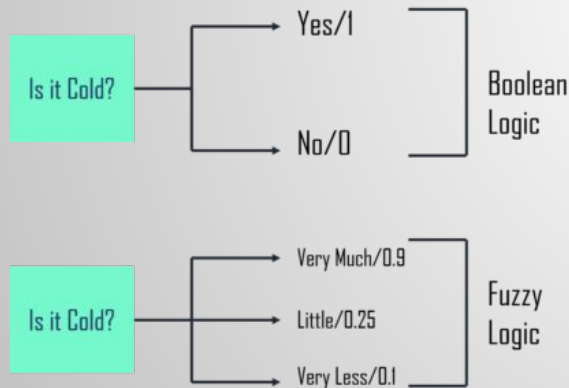 Is it Cold?
Yes/1
No/0
Boolean
Logic
Is it Cold?
Very Much/0.9
Little/0.25
Very Less/0.1
Fuzzy
Logic